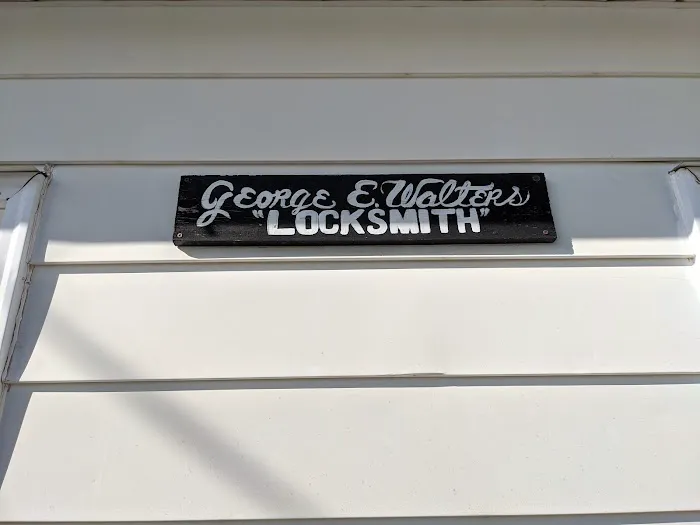 George E. Walters
"LOCKSMITH"